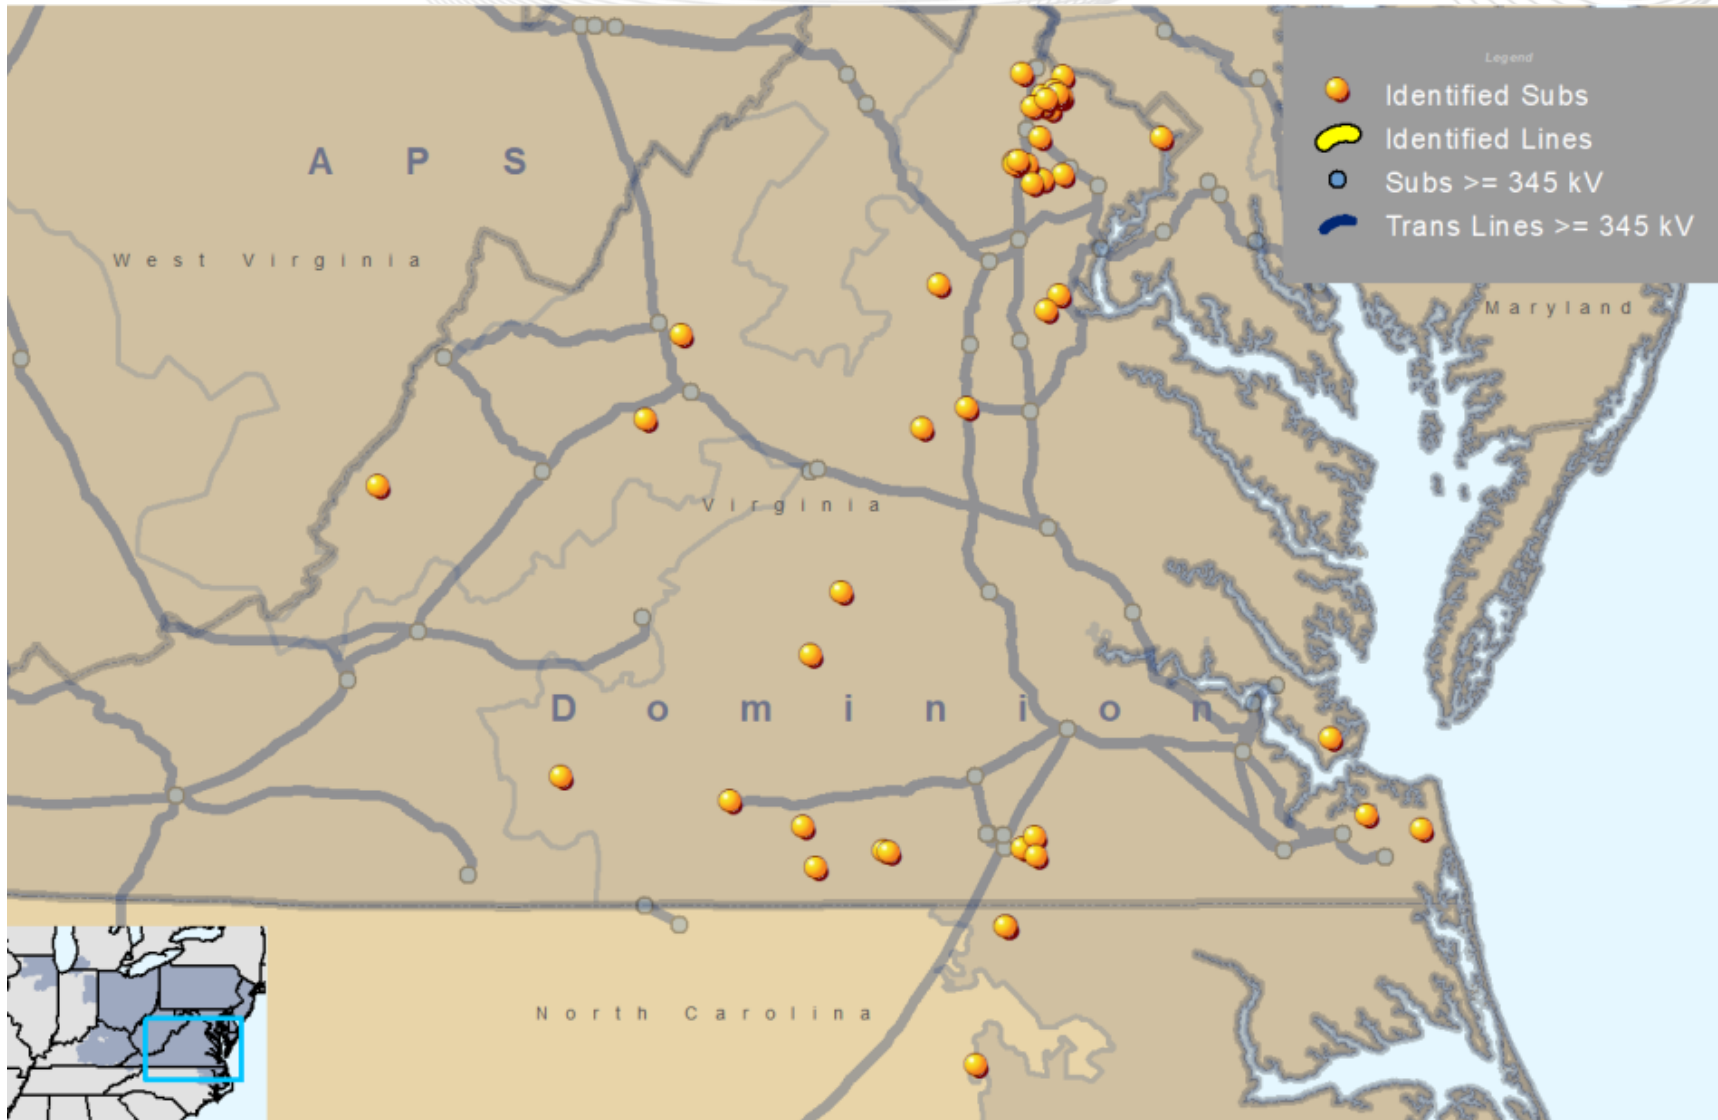 Legend
Identified Subs
Identified Lines
Subs >= 345 kV
Trans Lines >= 345 kV
APS
West Virginia
Maryland
Virginia
Dominion
North Carolina